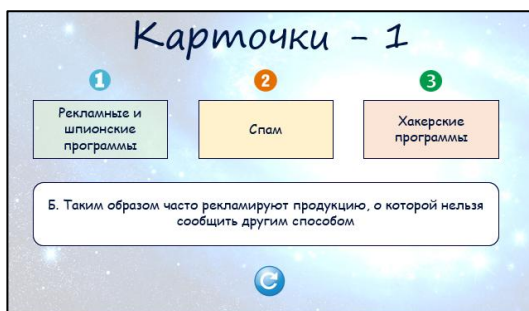 Карточки - 1
1
2
3
Рекламные и
шпионские
программы
Спам
Хакерские
программы
Б. Таким образом часто рекламируют продукцию, о которой нельзя
сообщить другим способом